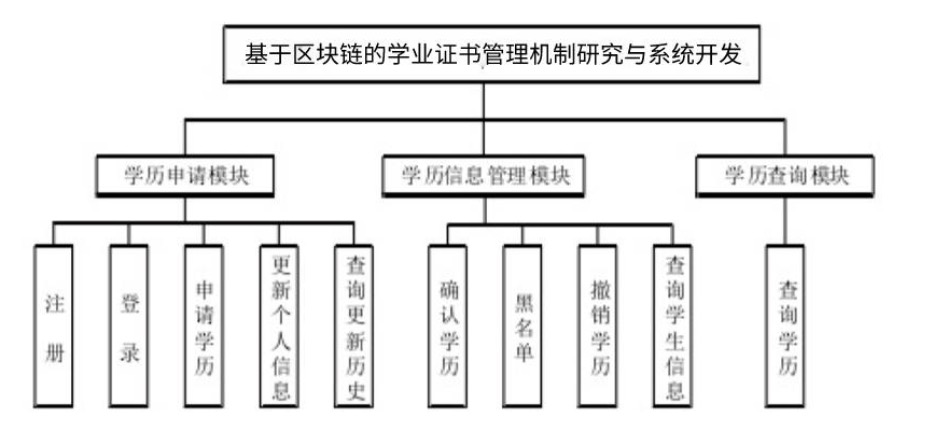 基于区块链的学业证书管理机制研究与系统开发
学历申请模块
学历信息管理模块
学历查询模块
注册
登录
申请学历
更新个人信息
查询更新历史
确认学历
黑名单
撤销学历
查询学生信息
查询学历